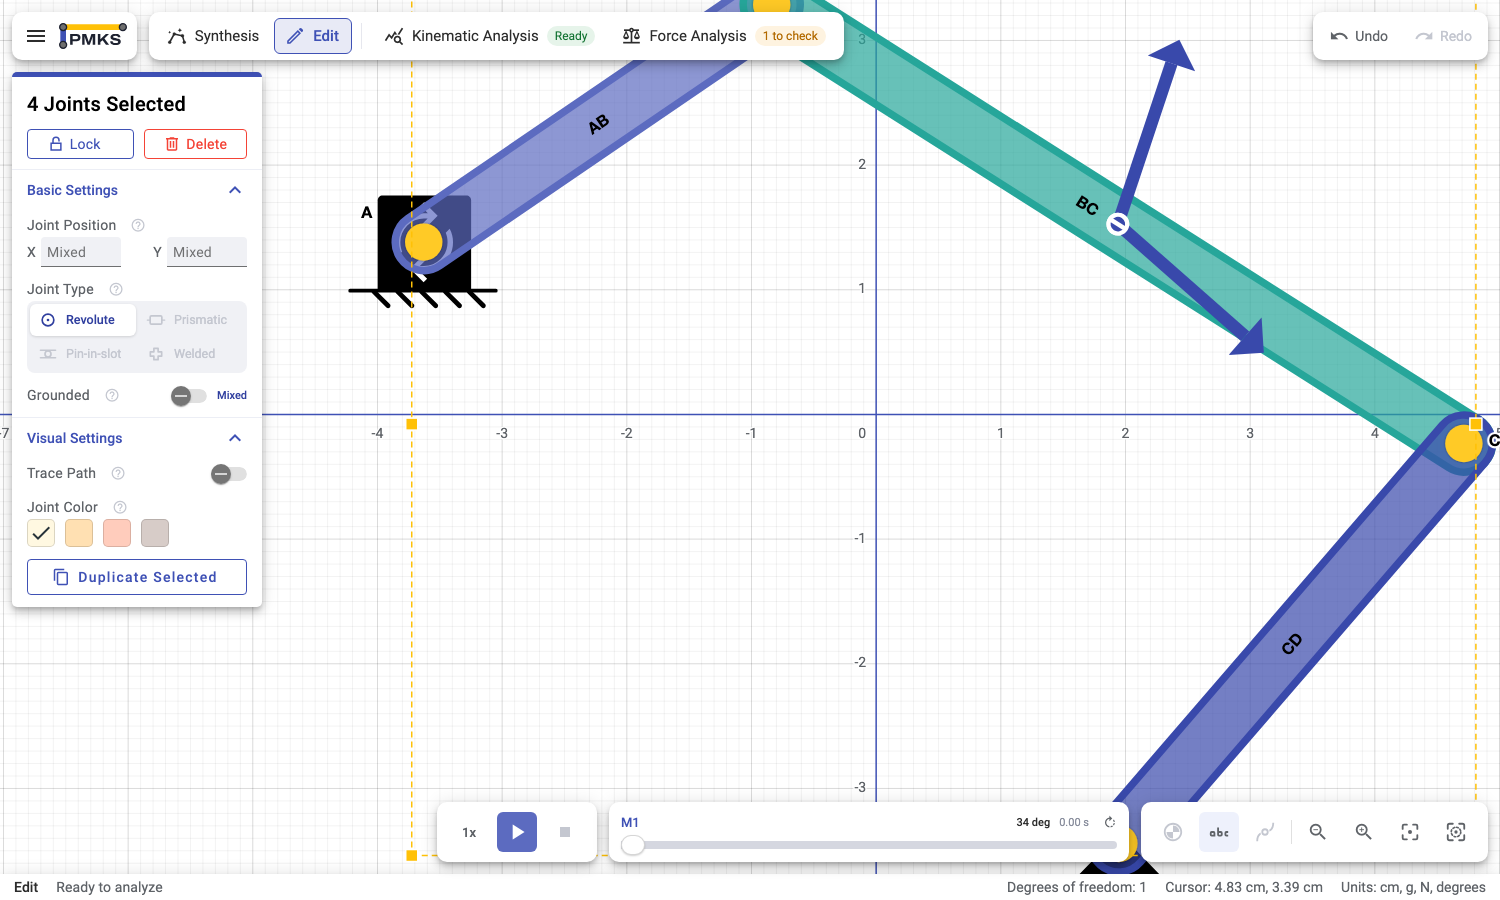 PMKS
Synthesis
Edit
Kinematic Analysis
Ready
Force Analysis
1 to check
Undo
Redo
4 Joints Selected
Lock
Delete
Basic Settings
Joint Position
X Mixed
Y Mixed
Joint Type
Revolute
Prismatic
Pin-in-slot
Welded
Grounded
Mixed
Visual Settings
Trace Path
Joint Color
Duplicate Selected
AB
A
BC
C
CD
3
2
1
-7
-4
-3
-2
-1
0
1
2
3
4
5
-1
-2
-3
1x
M1
34 deg
0.00 s
abc
Edit
Ready to analyze
Degrees of freedom: 1
Cursor: 4.83 cm, 3.39 cm
Units: cm, g, N, degrees